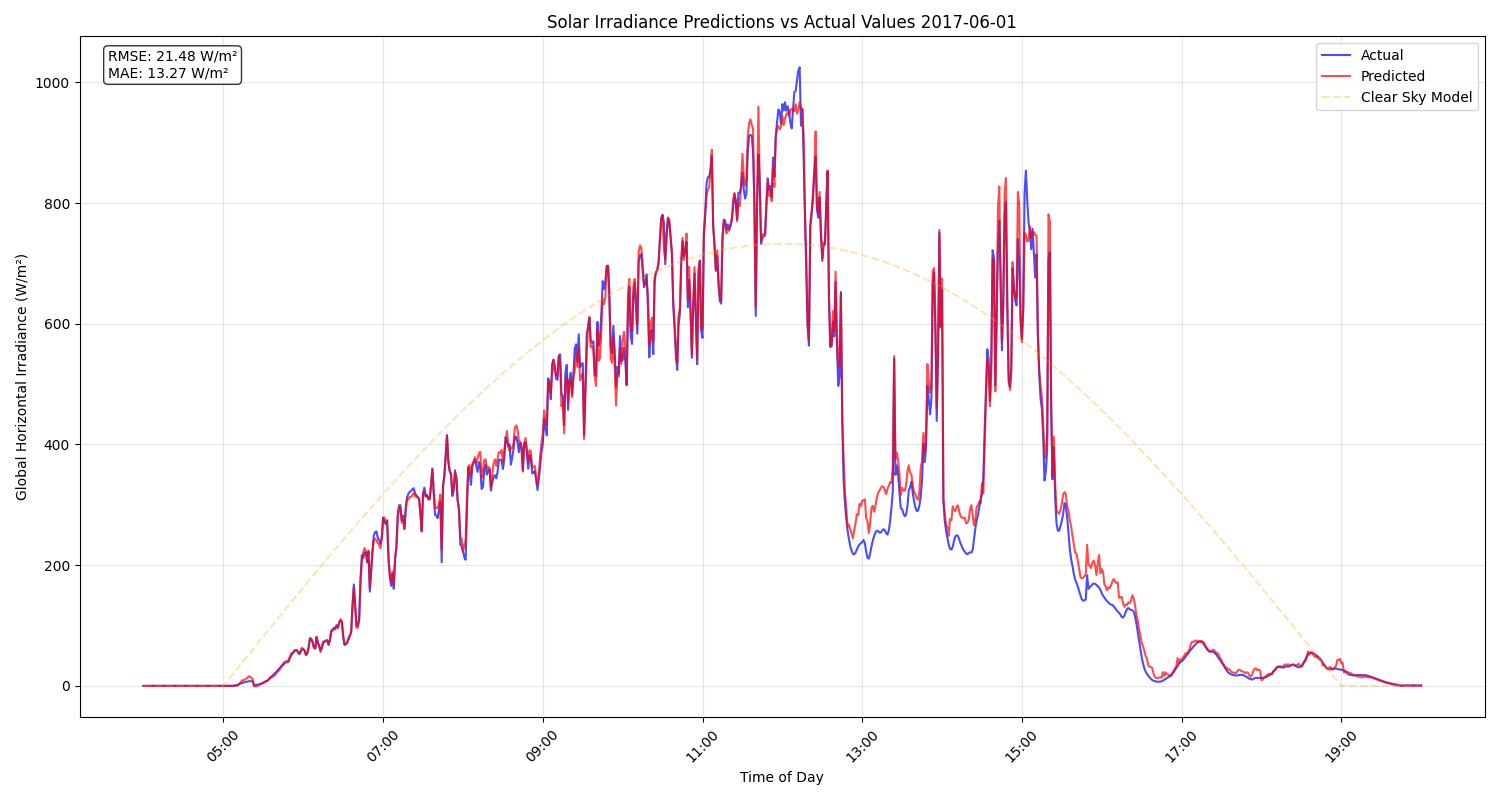 Solar Irradiance Predictions vs Actual Values 2017-06-01
RMSE: 21.48 W/m²
MAE: 13.27 W/m²
Actual
Predicted
Clear Sky Model
Global Horizontal Irradiance (W/m²)
1000
800
600
400
200
0
05:00
07:00
09:00
11:00
13:00
15:00
17:00
19:00
Time of Day